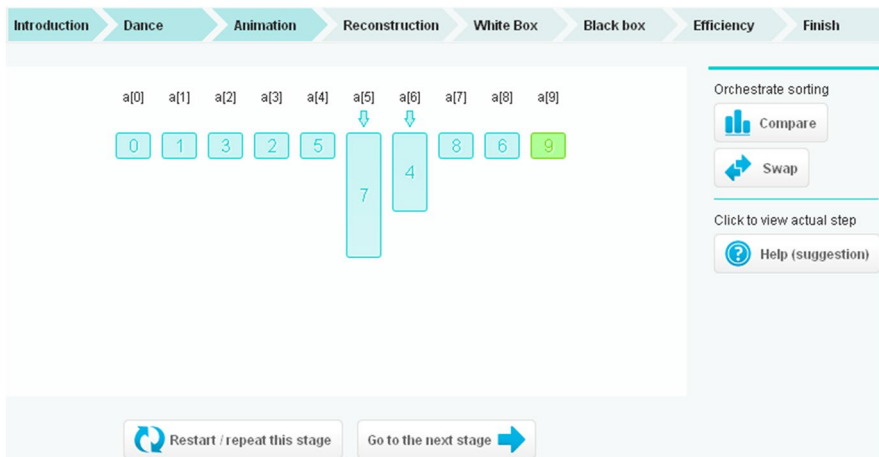 Introduction Dance Animation Reconstruction White Box Black box Efficiency Finish
a[0] a[1] a[2] a[3] a[4] a[5] a[6] a[7] a[8] a[9]
0 1 3 2 5 7 4 8 6 9
Orchestrate sorting
Compare
Swap
Click to view actual step
Help (suggestion)
Restart / repeat this stage Go to the next stage